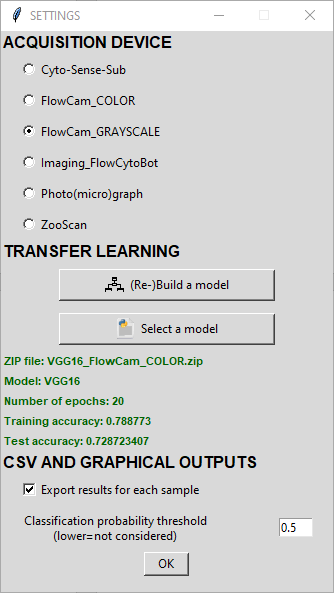 SETTINGS
ACQUISITION DEVICE
Cyto-Sense-Sub
FlowCam_COLOR
FlowCam_GRAYSCALE
Imaging_FlowCytoBot
Photo(micro)graph
ZooScan
TRANSFER LEARNING
(Re-)Build a model
Select a model
ZIP file: VGG16_FlowCam_COLOR.zip
Model: VGG16
Number of epochs: 20
Training accuracy: 0.788773
Test accuracy: 0.728723407
CSV AND GRAPHICAL OUTPUTS
Export results for each sample
Classification probability threshold
(lower=not considered)
0.5
OK